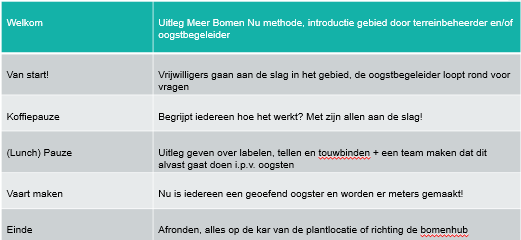 Welkom
Uitleg Meer Bomen Nu methode, introductie gebied door terreinbeheerder en/of
oogstbegeleider
Van start!
Vrijwilligers gaan aan de slag in het gebied, de oogstbegeleider loopt rond voor
vragen
Koffiepauze
Begrijpt iedereen hoe het werkt? Met zijn allen aan de slag!
(Lunch) Pauze
Uitleg geven over labelen, tellen en touwbinden + een team maken dat dit
alvast gaat doen i.p.v. oogsten
Vaart maken
Nu is iedereen een geoefend oogster en worden er meters gemaakt!
Einde
Afronden, alles op de kar van de plantlocatie of richting de bomenhub